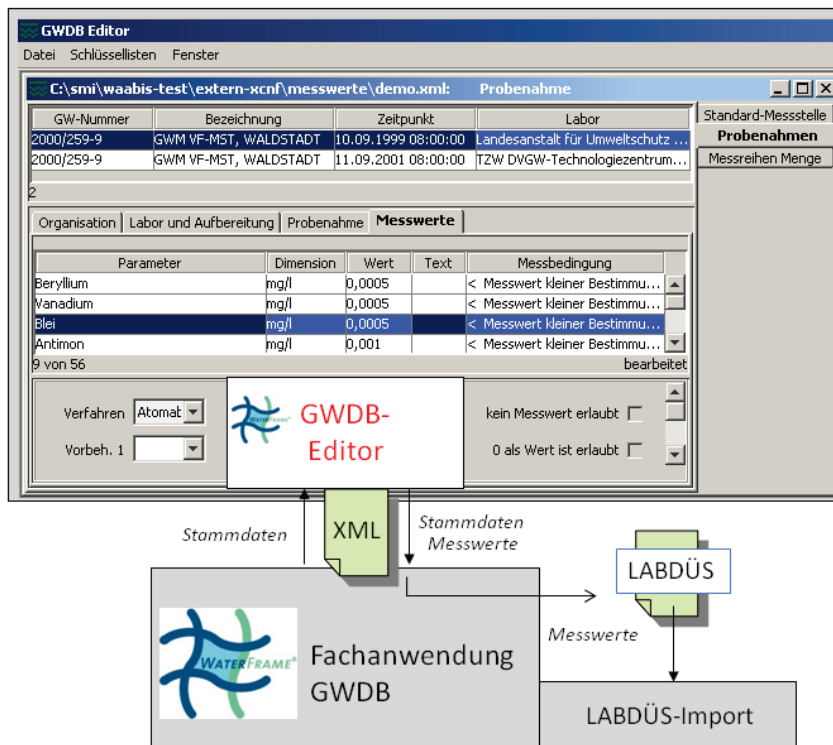 GWDB Editor
Datei Schlüssellisten Fenster
C:\smi\waabis-test\extern-xcnf\messwerte\demo.xml: Probenahme
GW-Nummer Bezeichnung Zeitpunkt Labor
2000/259-9 GWM VF-MST, WALDSTADT 10.09.1999 08:00:00 Landesanstalt für Umweltschutz ...
2000/259-9 GWM VF-MST, WALDSTADT 11.09.2001 08:00:00 TZW DVGW-Technologiezentrum...
2
Standard-Messstelle
Probenahmen
Messreihen Menge
Organisation Labor und Aufbereitung Probenahme Messwerte
Parameter Dimension Wert Text Messbedingung
Beryllium mg/l 0,0005 < Messwert kleiner Bestimmu...
Vanadium mg/l 0,0005 < Messwert kleiner Bestimmu...
Blei mg/l 0,0005 < Messwert kleiner Bestimmu...
Antimon mg/l 0,001 < Messwert kleiner Bestimmu...
9 von 56 bearbeitet
Verfahren Atomab
Vorbeh. 1
kein Messwert erlaubt
0 als Wert ist erlaubt
GWDB-
Editor
Stammdaten
XML
Stammdaten
Messwerte
LABDÜS
Messwerte
WATERFRAME®
Fachanwendung
GWDB
LABDÜS-Import